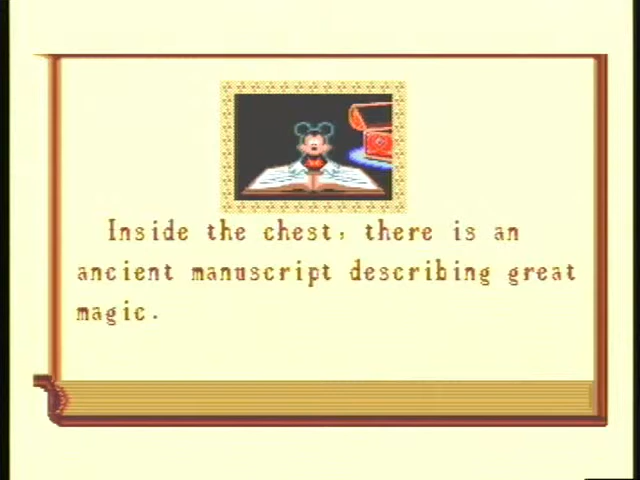 Inside the chest, there is an
ancient manuscript describing great
magic.